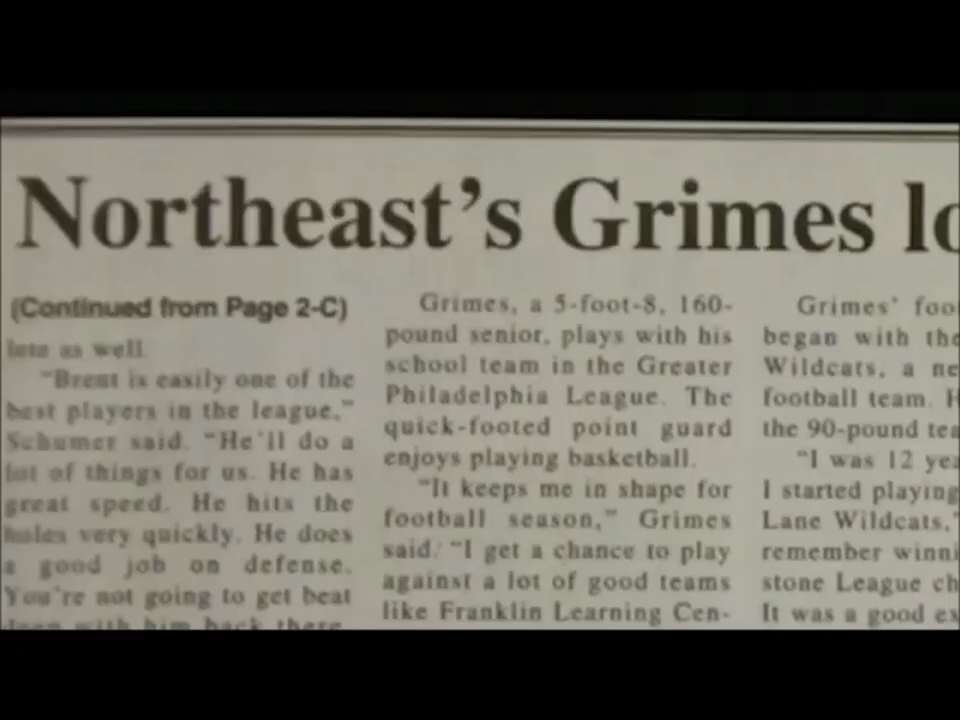 Northeast's Grimes lo
(Continued from Page 2-C)
lete as well.
"Brent is easily one of the
best players in the league,"
Schumer said. "He'll do a
lot of things for us. He has
great speed. He hits the
holes very quickly. He does
a good job on defense.
You're not going to get beat
deep with him back there.
Grimes, a 5-foot-8, 160-
pound senior, plays with his
school team in the Greater
Philadelphia League. The
quick-footed point guard
enjoys playing basketball.
"It keeps me in shape for
football season," Grimes
said. "I get a chance to play
against a lot of good teams
like Franklin Learning Cen-
Grimes' foo
began with the
Wildcats, a ne
football team. H
the 90-pound tea
"I was 12 yea
I started playing
Lane Wildcats,"
remember winni
stone League ch
It was a good ex